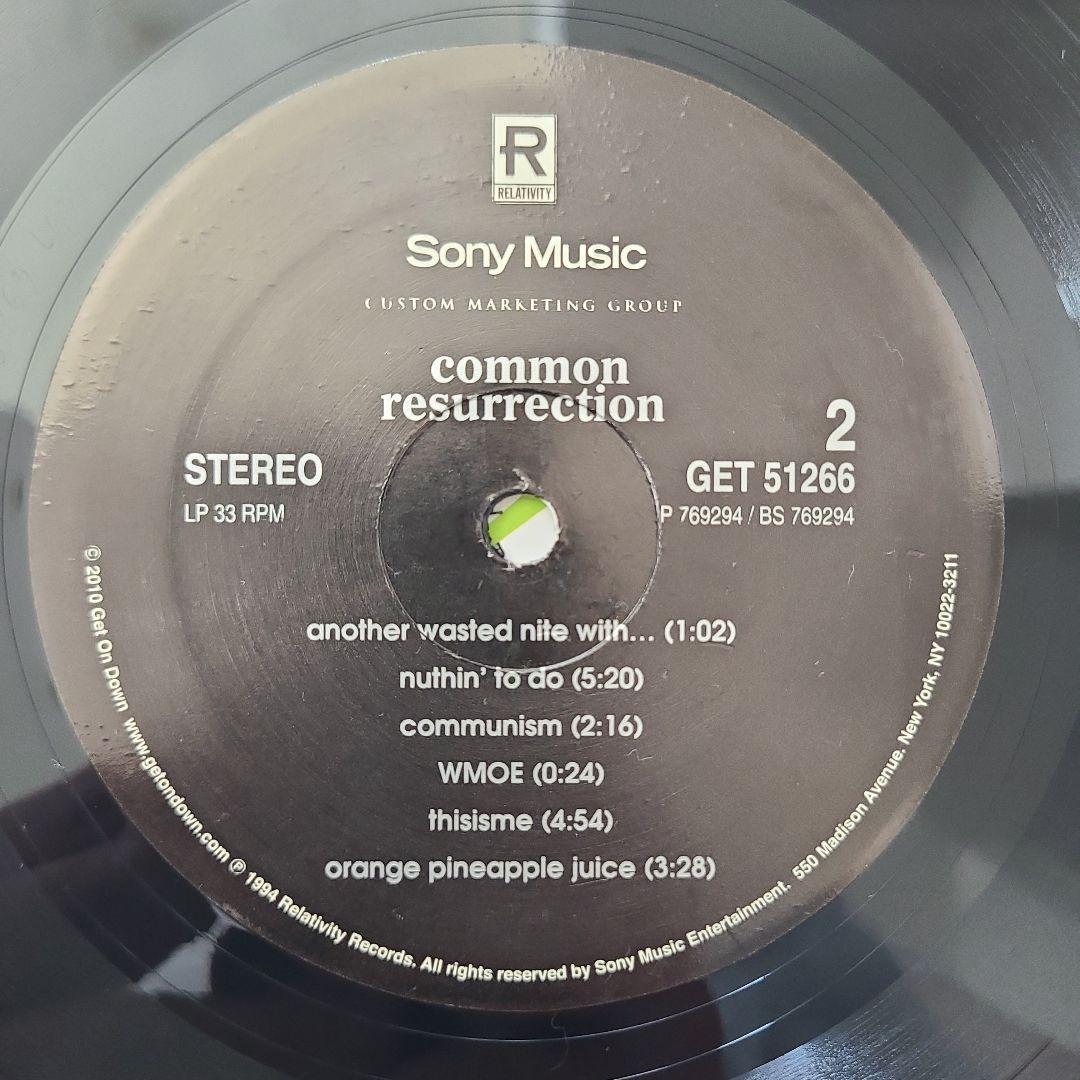 R
RELATIVITY
Sony Music
CUSTOM MARKETING GROUP
common
resurrection
2
STEREO
GET 51266
LP 33 RPM
P 769294 / BS 769294
another wasted nite with... (1:02)
nuthin' to do (5:20)
communism (2:16)
WMOE (0:24)
thisisme (4:54)
orange pineapple juice (3:28)
© 2010 Get On Down www.getondown.com ℗ 1994 Relativity Records. All rights reserved by Sony Music Entertainment. 550 Madison Avenue. New York, NY 10022-3211